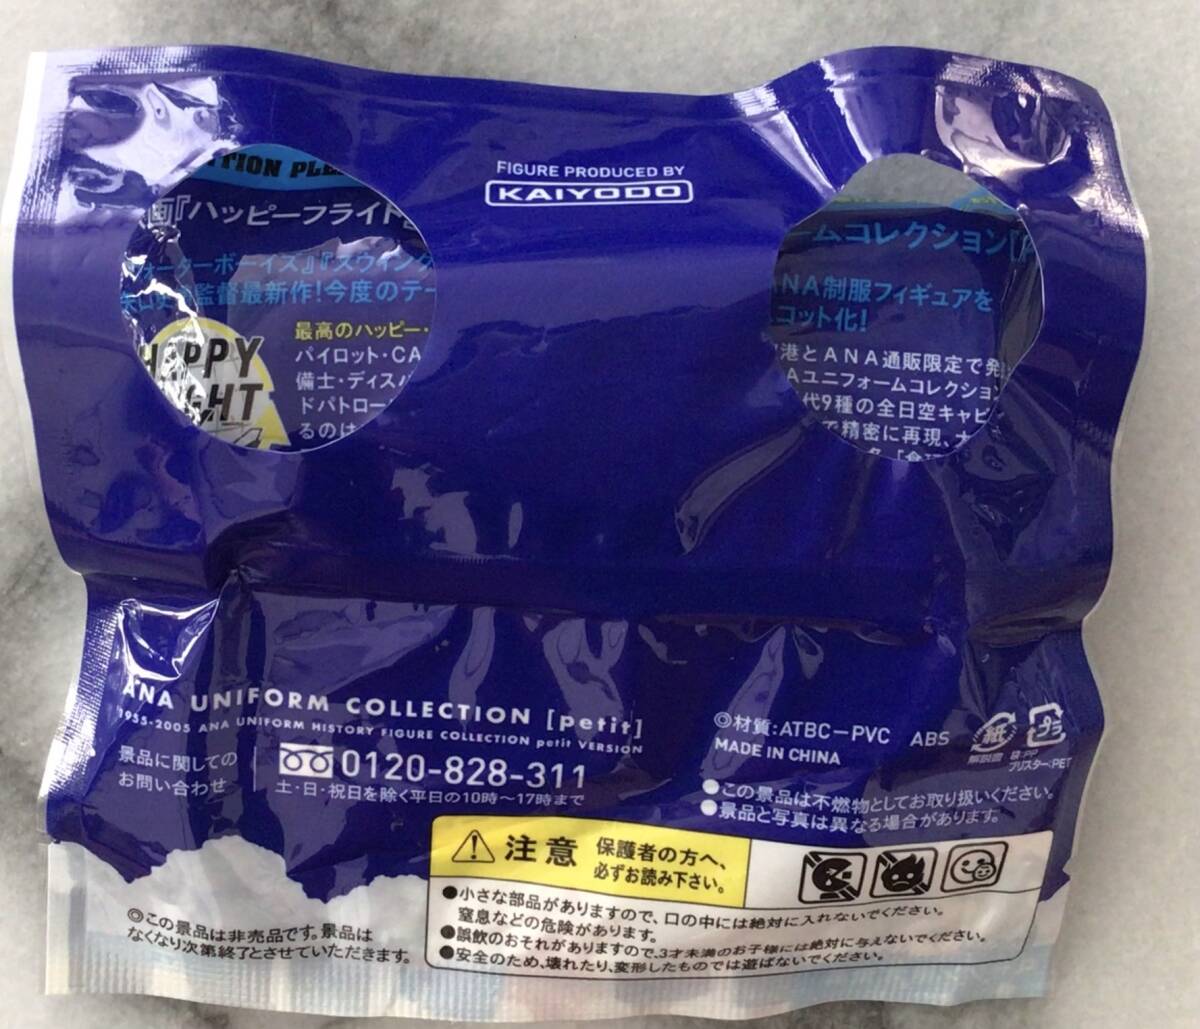 FIGURE PRODUCED BY
KAIYODO
TION PLE
画『ハッピーフライト』
ォーターボーイズ』『スウィング
監督最新作!今度のテー
最高のハッピー・
パイロット・CA
備士・ディスパ
ドパトロー
るのは
HAPPY
GHT
ームコレクション[p
NA制服フィギュアを
コット化!
港とANA通販限定で発
Aユニフォームコレクション
代9種の全日空キャビ
で精密に再現、
ANA UNIFORM COLLECTION [petit]
1955-2005 ANA UNIFORM HISTORY FIGURE COLLECTION petit VERSION
景品に関しての
お問い合わせ
0120-828-311
土・日・祝日を除く平日の10時〜17時まで
◎材質:ATBC-PVC ABS
MADE IN CHINA
紙
解説書
プラ
袋:PP
ブリスター:PET
●この景品は不燃物としてお取り扱いください。
●景品と写真は異なる場合があります。
注意 保護者の方へ、
必ずお読み下さい。
●小さな部品がありますので、口の中には絶対に入れないでください。
窒息などの危険があります。
●誤飲のおそれがありますので、3才未満のお子様には絶対に与えないでください。
●安全のため、壊れたり、変形したものでは遊ばないでください。
◎この景品は非売品です。景品は
なくなり次第終了とさせていただきます。